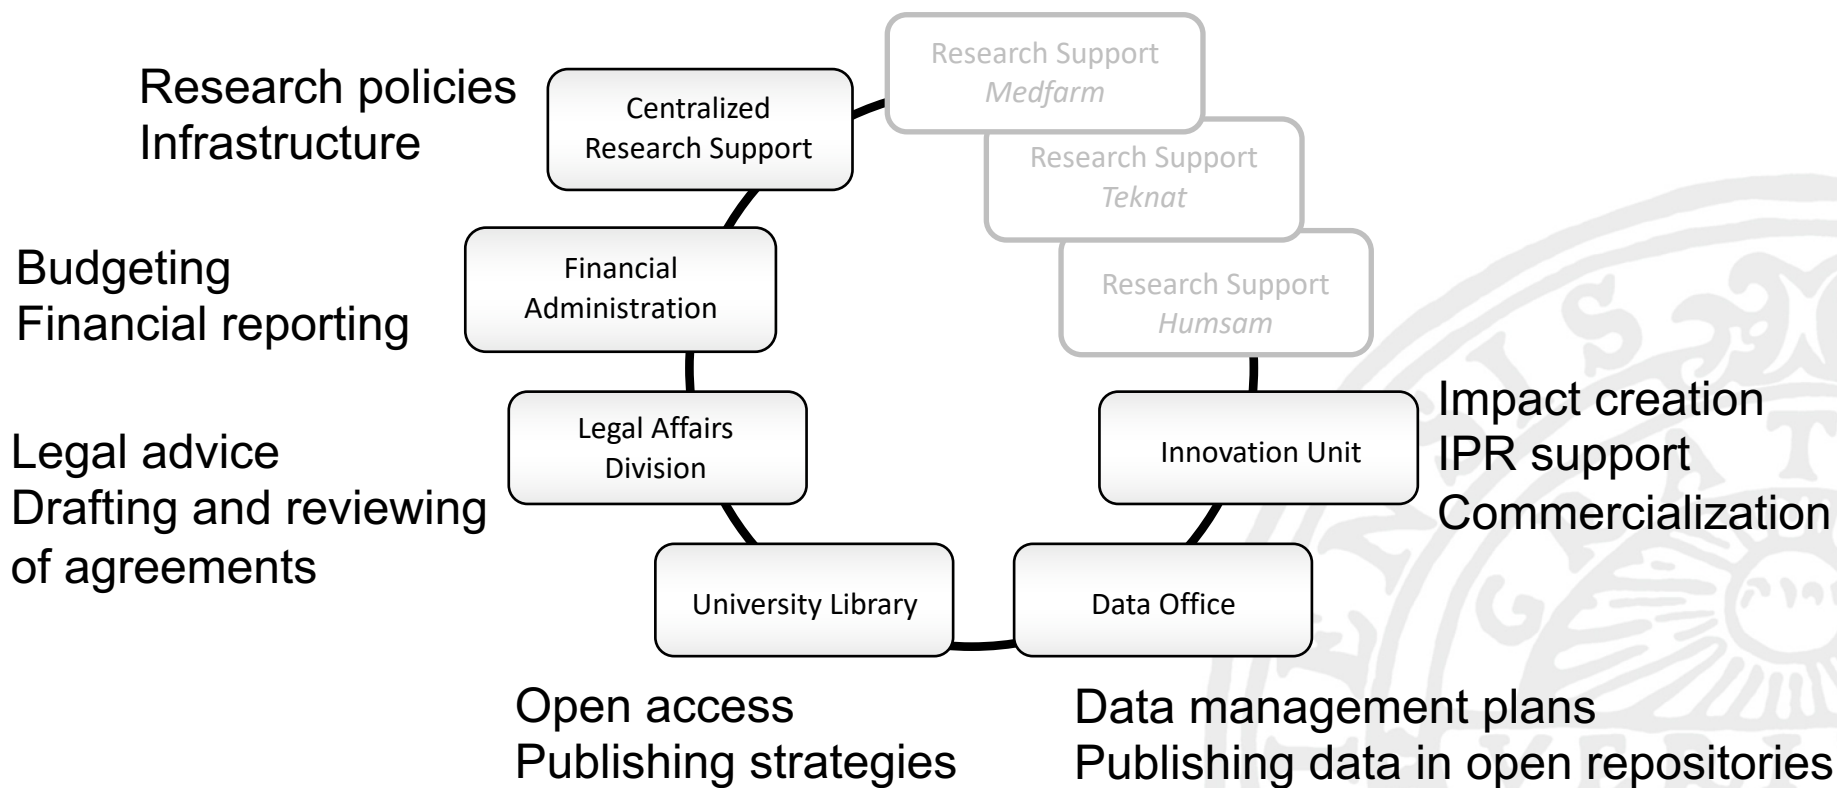 Research Support
Medfarm
Research policies
Infrastructure
Centralized
Research Support
Research Support
Teknat
Budgeting
Financial reporting
Financial
Administration
Research Support
Humsam
Legal advice
Drafting and reviewing
of agreements
Legal Affairs
Division
Innovation Unit
Impact creation
IPR support
Commercialization
University Library
Data Office
Open access
Publishing strategies
Data management plans
Publishing data in open repositories